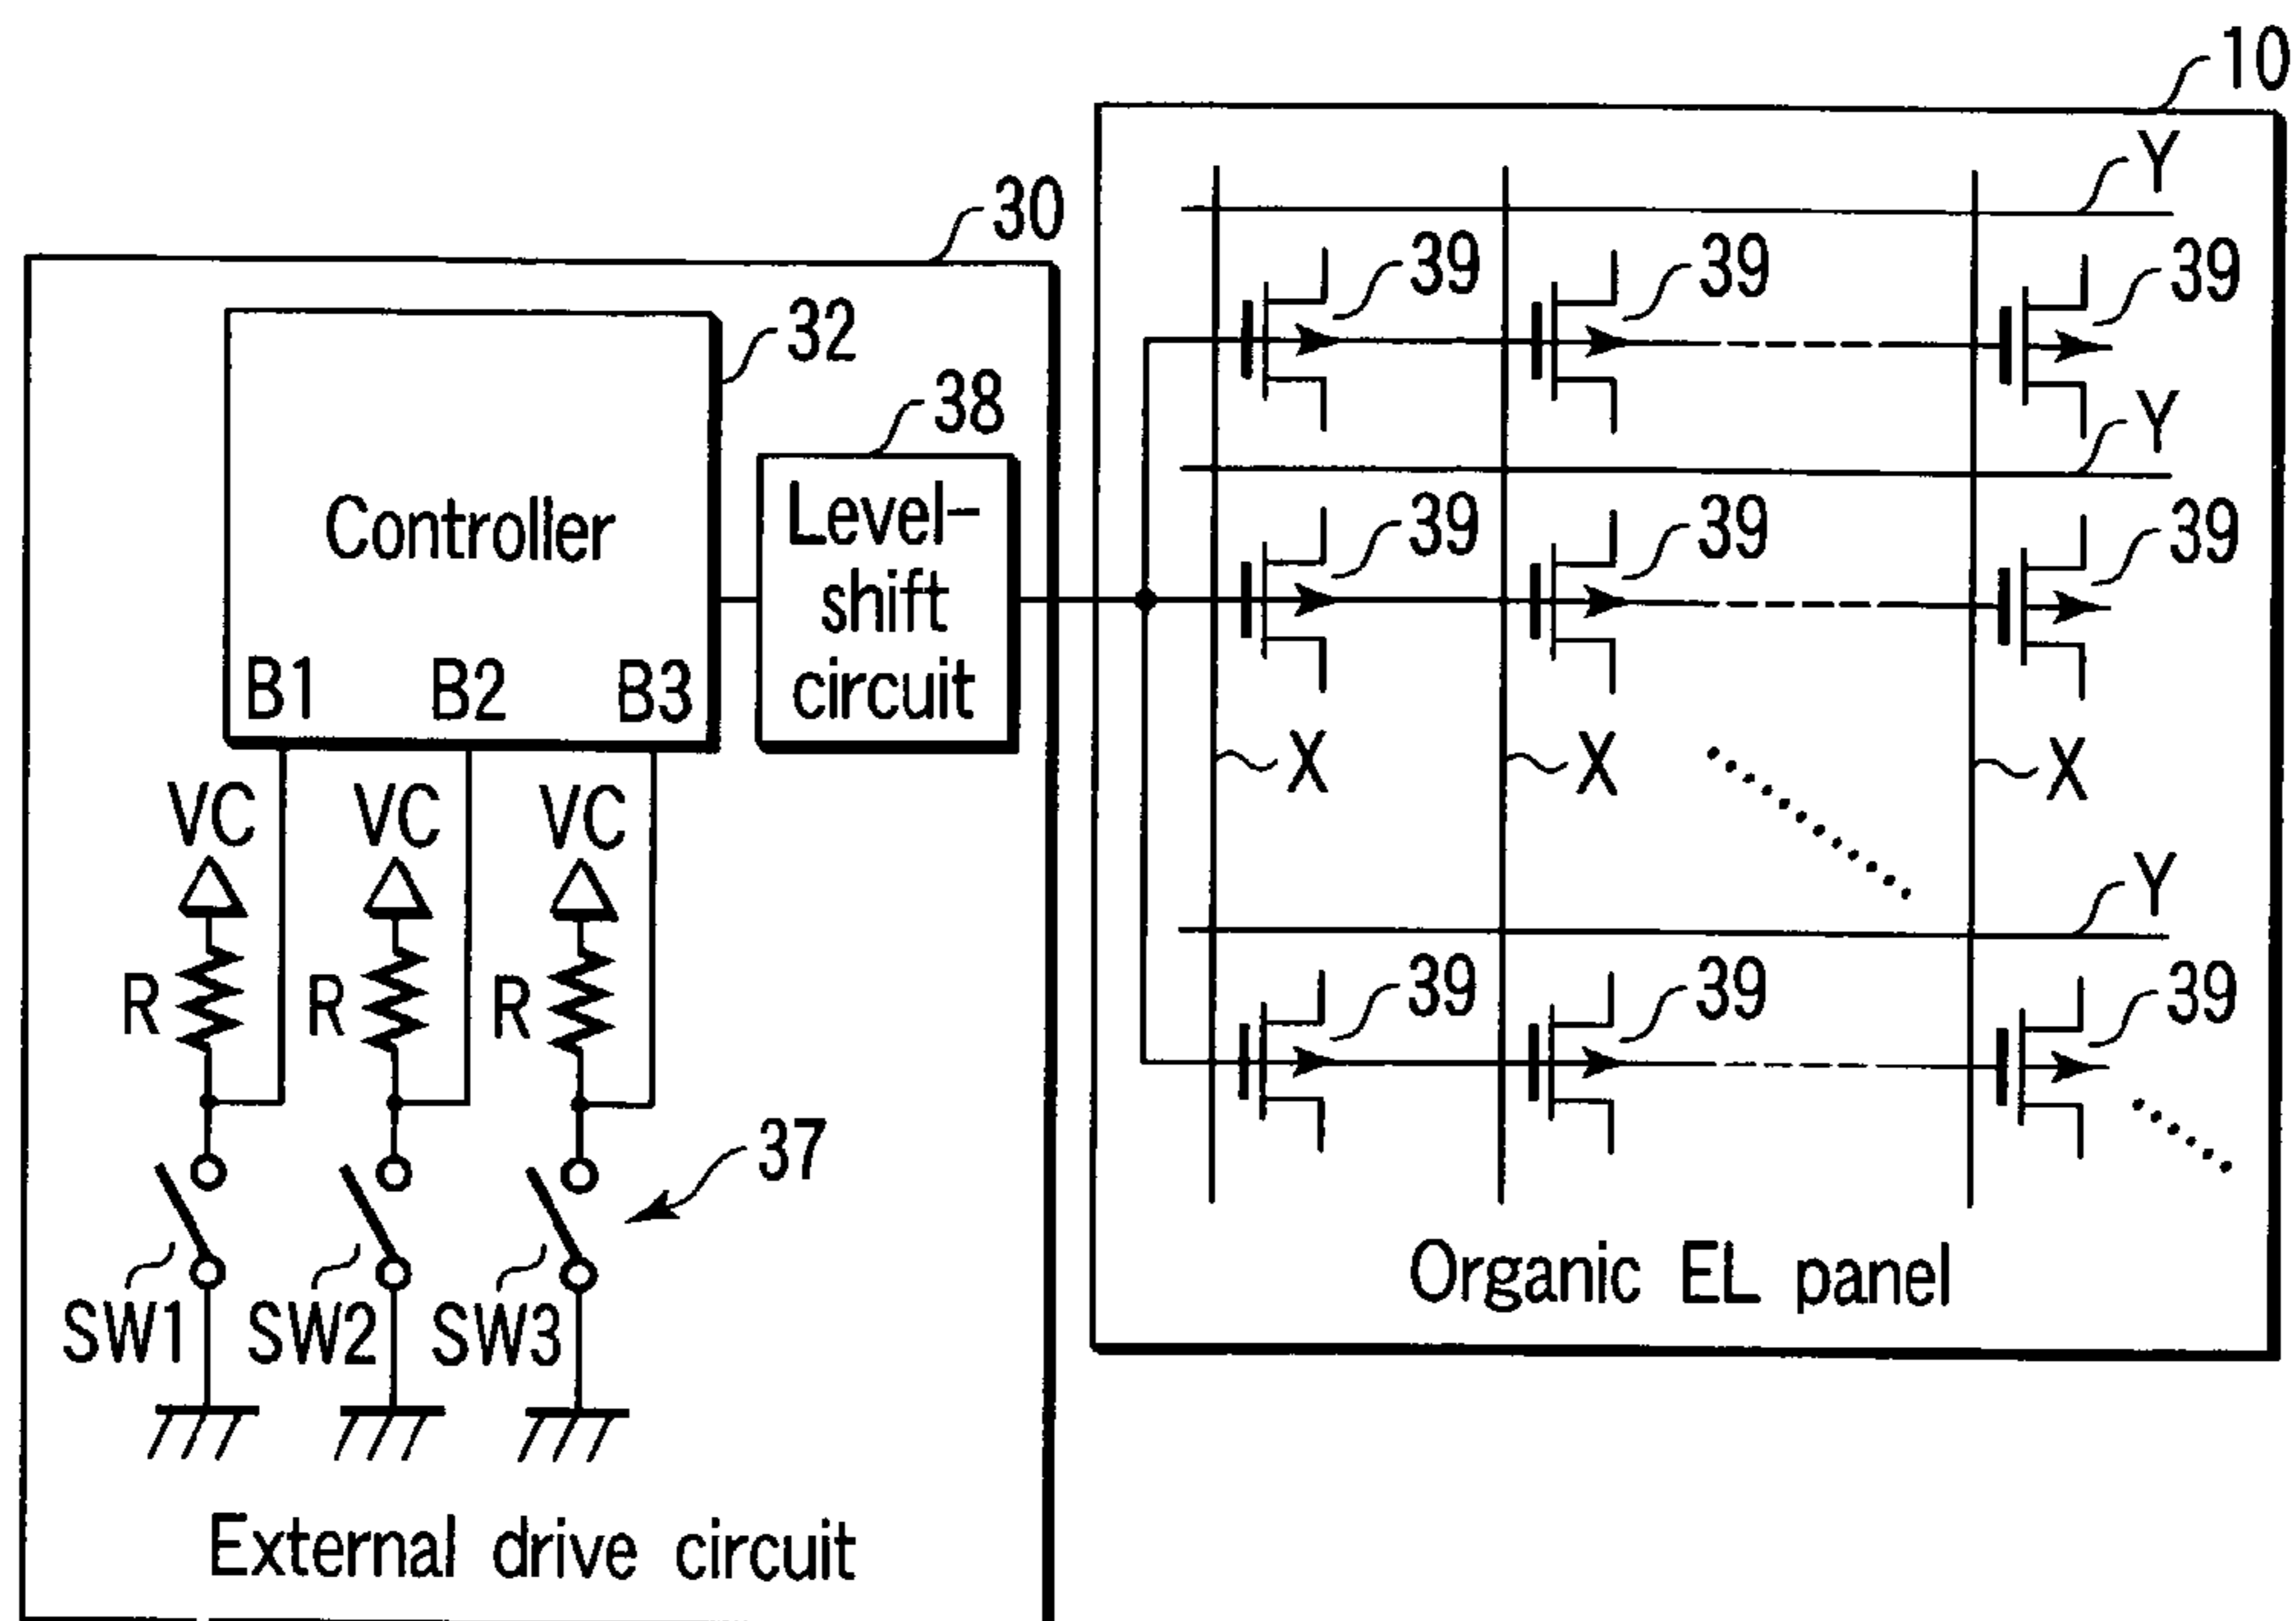 10
Y
30
39 39 39
32
38
Y
Controller
Level-
shift
circuit
39 39 39
B1 B2 B3
X X X
VC VC VC
Y
R R R
39 39 39
37
SW1 SW2 SW3
Organic EL panel
External drive circuit